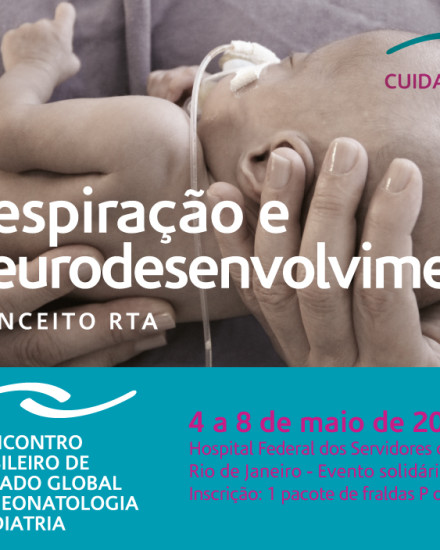 CUIDA
espiração e
eurodesenvolvime
NCEITO RTA
NCONTRO
SILEIRO DE
ADO GLOBAL
EONATOLOGIA
DIATRIA
4 a 8 de maio de 20
Hospital Federal dos Servidores
Rio de Janeiro - Evento solidári
Inscrição: 1 pacote de fraldas P